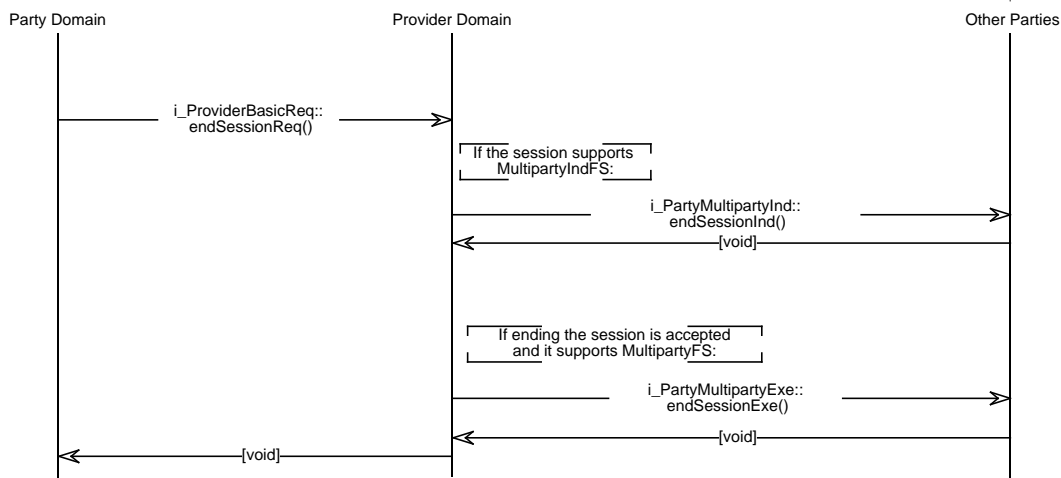 Party Domain
Provider Domain
Other Parties
i_ProviderBasicReq::
endSessionReq()
If the session supports
MultipartyIndFS:
i_PartyMultipartyInd::
endSessionInd()
[void]
If ending the session is accepted
and it supports MultipartyFS:
i_PartyMultipartyExe::
endSessionExe()
[void]
[void]